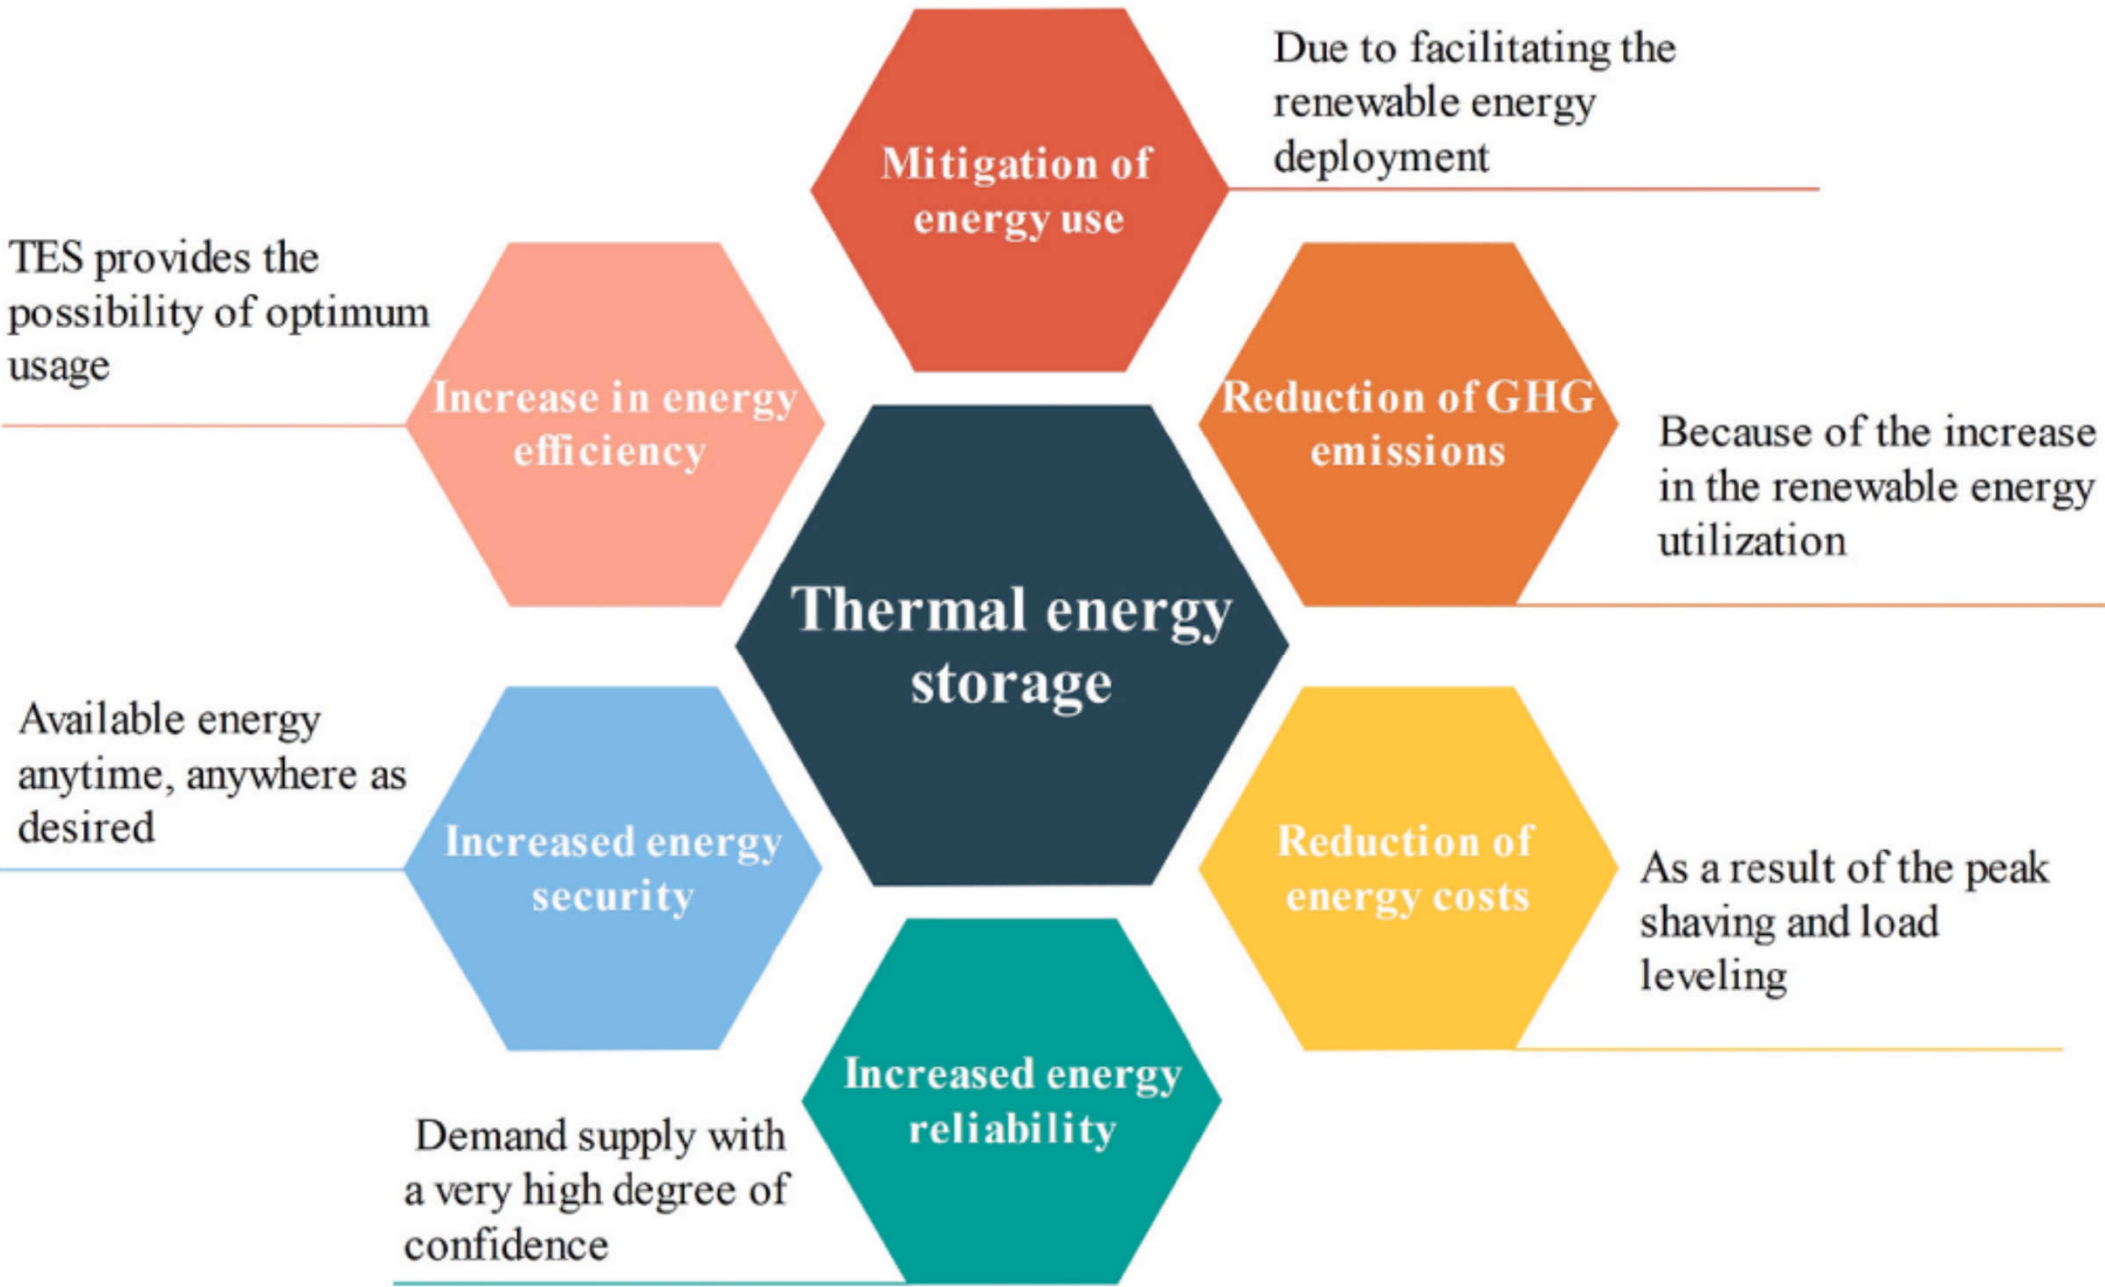 Due to facilitating the
renewable energy
deployment
Mitigation of
energy use
TES provides the
possibility of optimum
usage
Increase in energy
efficiency
Reduction of GHG
emissions
Because of the increase
in the renewable energy
utilization
Thermal energy
storage
Available energy
anytime, anywhere as
desired
Increased energy
security
Reduction of
energy costs
As a result of the peak
shaving and load
leveling
Increased energy
reliability
Demand supply with
a very high degree of
confidence